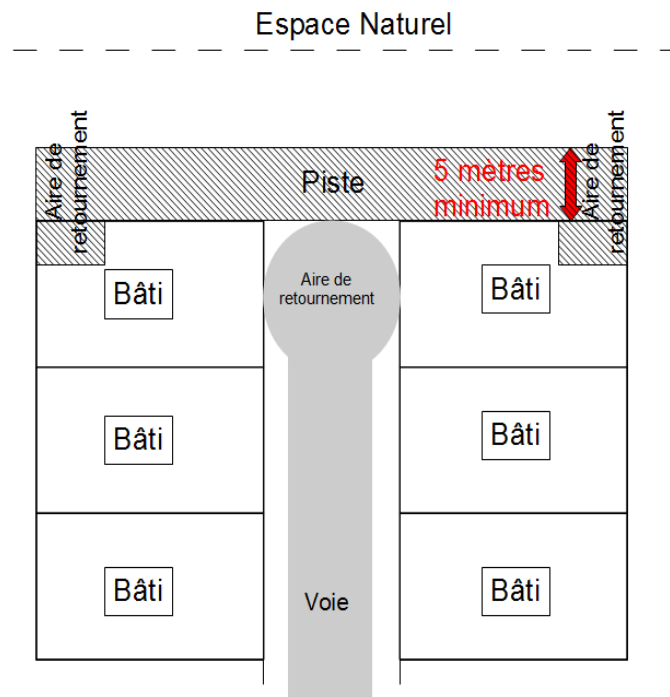 Espace Naturel
Aire de
retournement
Piste
5 mètres
minimum
Aire de
retournement
Aire de
retournement
Bâti
Bâti
Bâti
Bâti
Bâti
Voie
Bâti